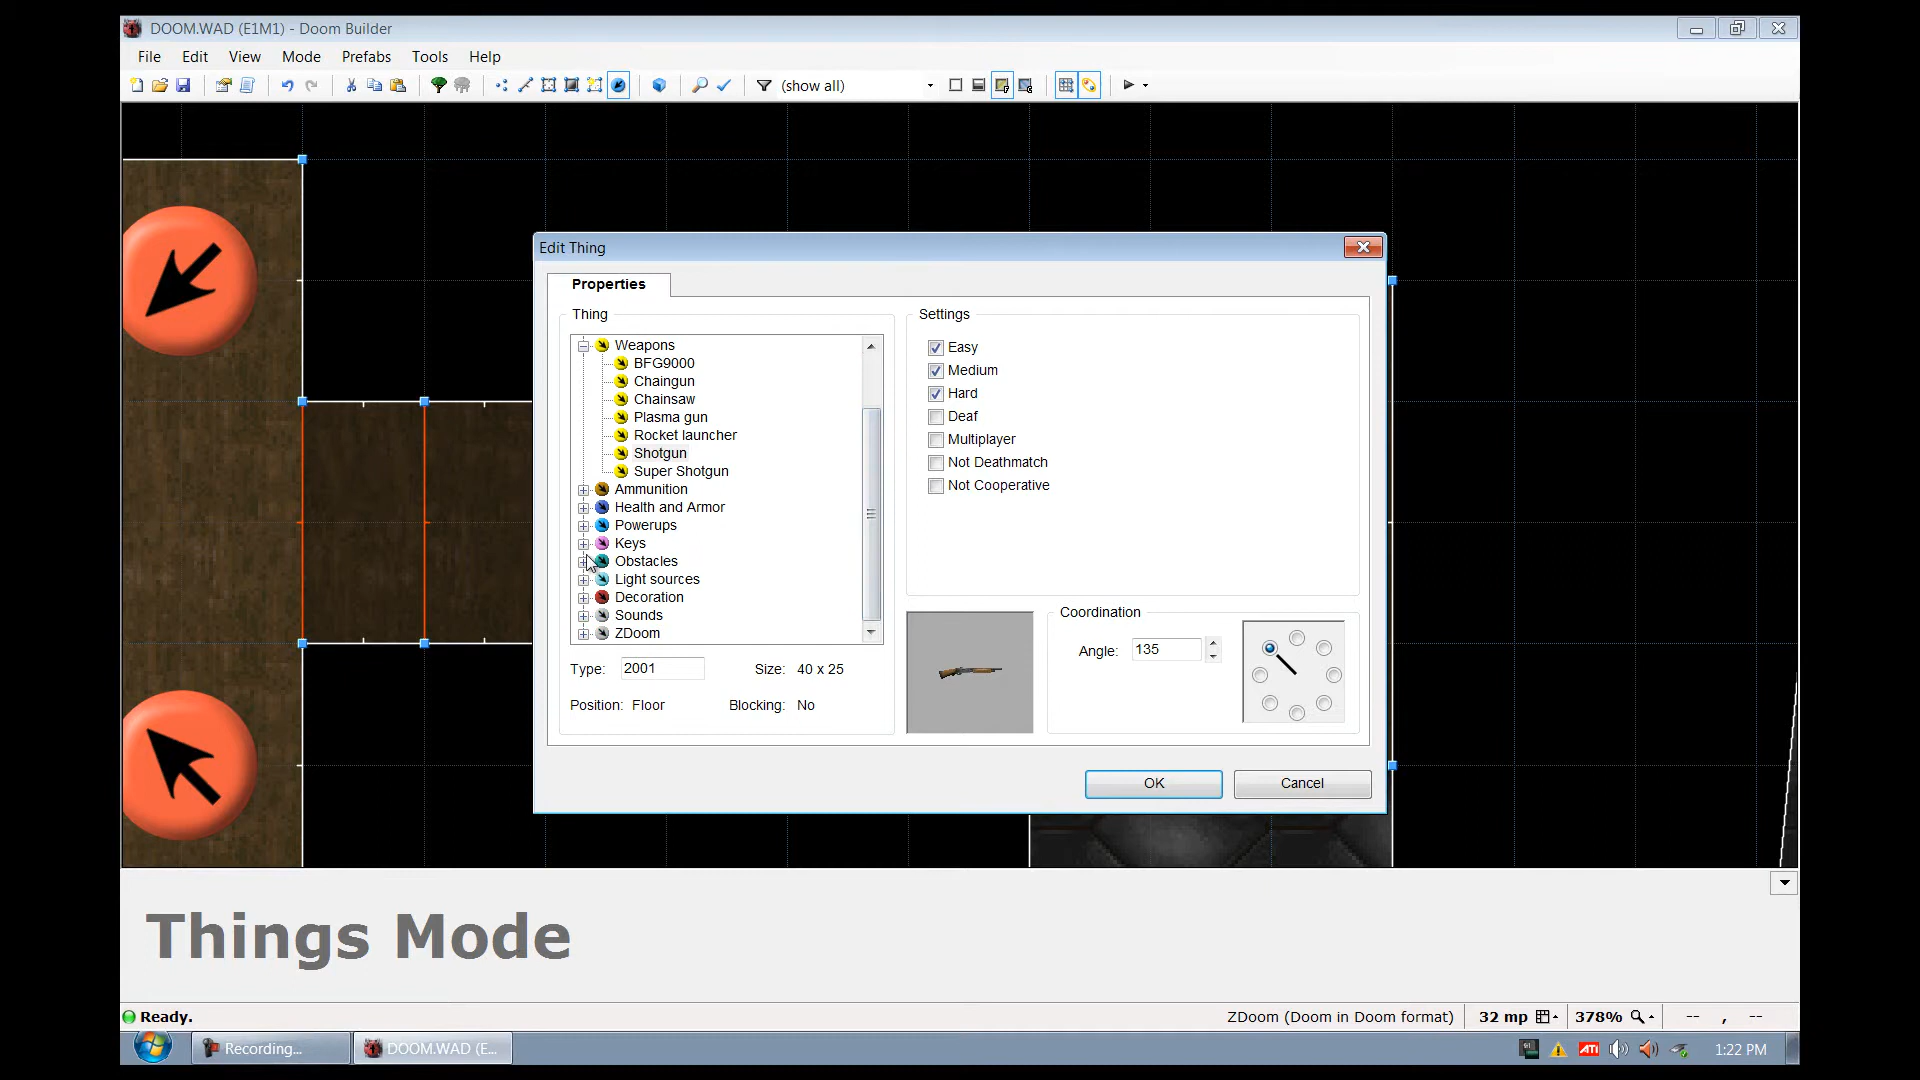 DOOM.WAD (E1M1) - Doom Builder
File Edit View Mode Prefabs Tools Help
(show all)
Edit Thing
Properties
Thing
Weapons
BFG9000
Chaingun
Chainsaw
Plasma gun
Rocket launcher
Shotgun
Super Shotgun
Ammunition
Health and Armor
Powerups
Keys
Obstacles
Light sources
Decoration
Sounds
ZDoom
Type: 2001 Size: 40 x 25
Position: Floor Blocking: No
Settings
Easy
Medium
Hard
Deaf
Multiplayer
Not Deathmatch
Not Cooperative
Coordination
Angle: 135
OK Cancel
Things Mode
Ready. ZDoom (Doom in Doom format) 32 mp 378% -- , --
Recording... DOOM.WAD (E... ATI 1:22 PM